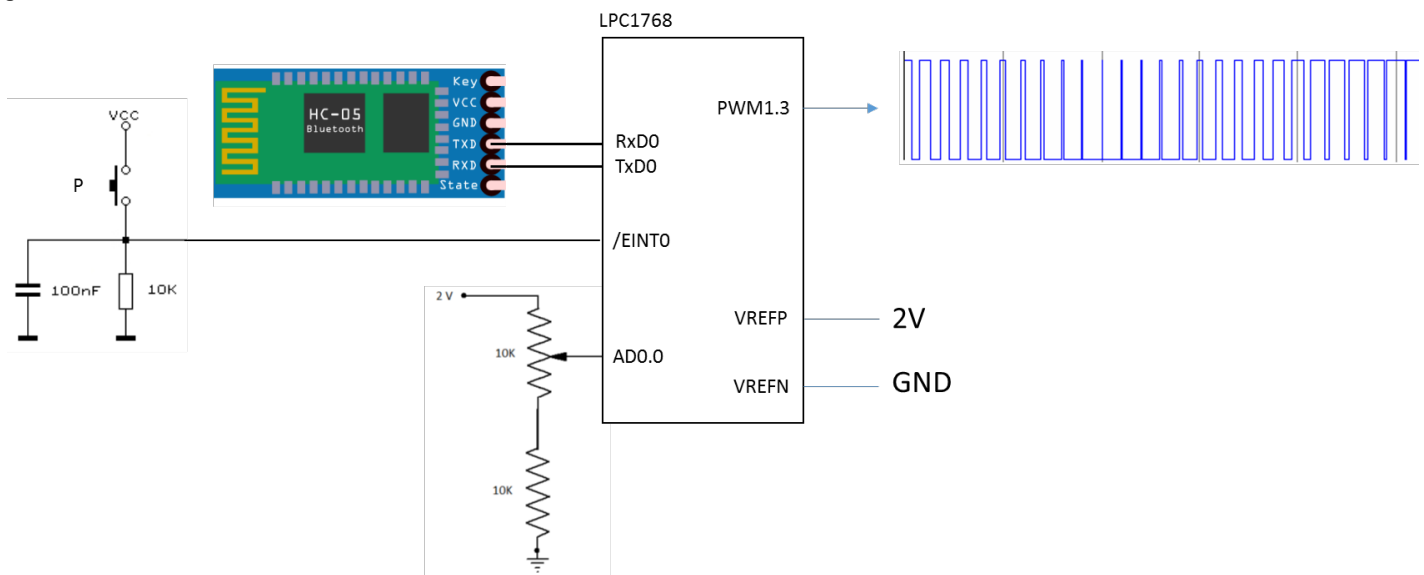 LPC1768
Key
VCC
GND
TXD
RXD
State
HC-05
Bluetooth
VCC
P
100nF
10K
RxD0
TxD0
/EINT0
AD0.0
PWM1.3
VREFP
VREFN
2V
GND
2 V
10K
10K